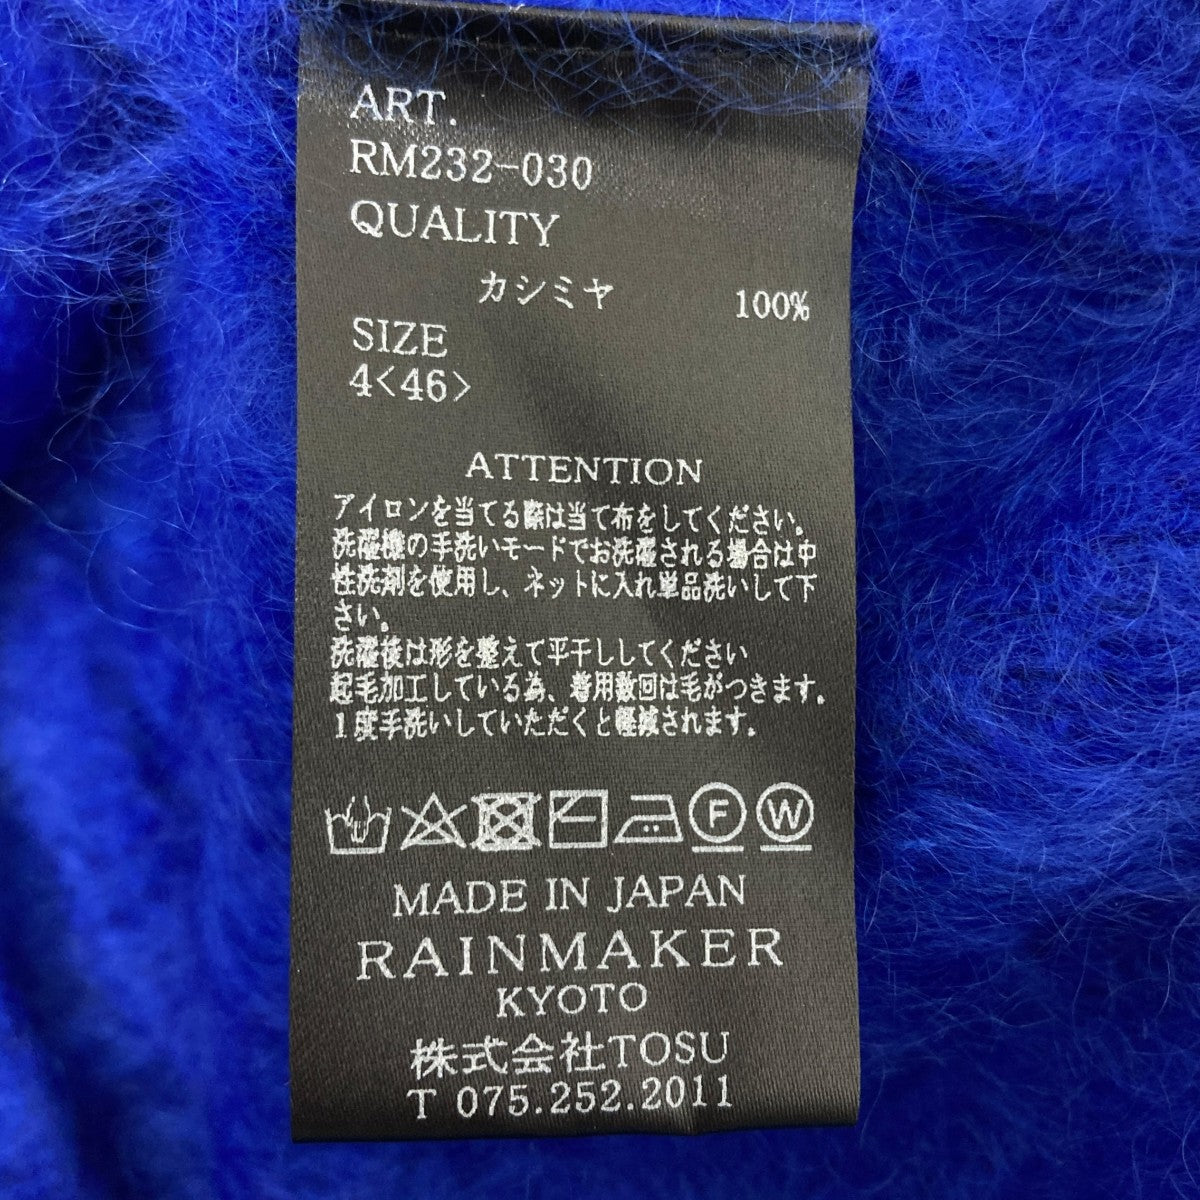 ART.
RM232-030
QUALITY
カシミヤ 100%
SIZE
4<46>
ATTENTION
アイロンを当てる際は当て布をしてください。
洗濯機の手洗いモードでお洗濯される場合は中
性洗剤を使用し、ネットに入れ単品洗いして下
さい。
洗濯後は形を整えて平干ししてください
起毛加工している為、着用数回は毛がつきます。
1度手洗いしていただくと軽減されます。
F W
MADE IN JAPAN
RAINMAKER
KYOTO
株式会社TOSU
T 075.252.2011